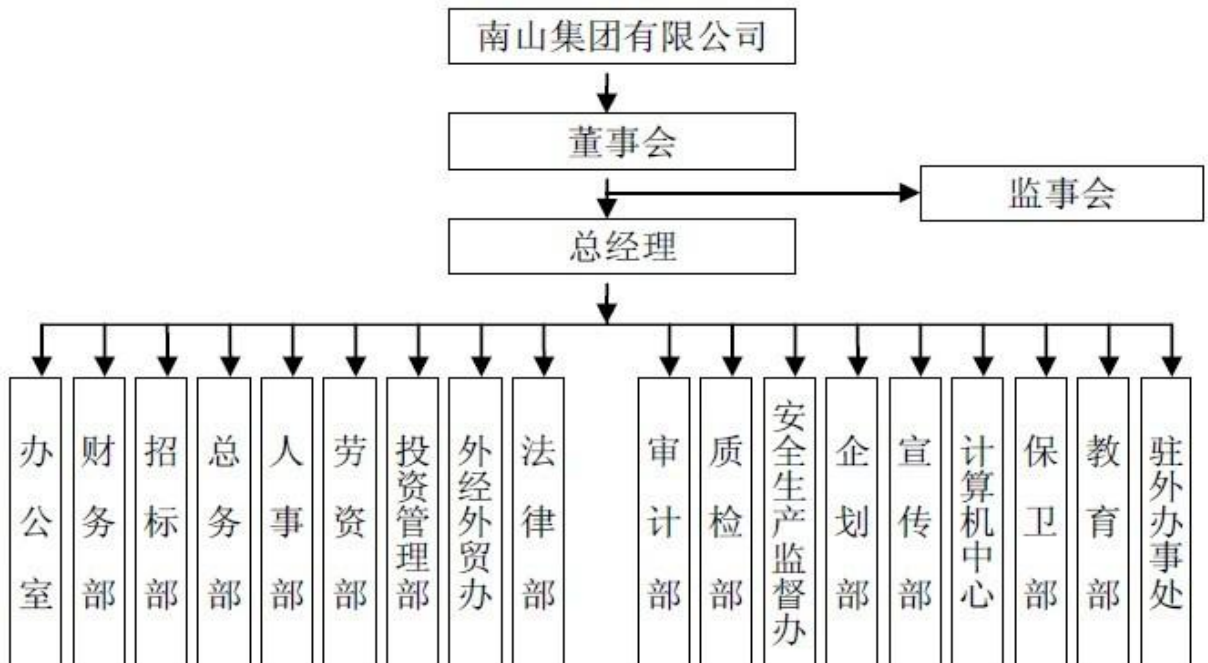 南山集团有限公司
董事会
监事会
总经理
办公室
财务部
招标部
总务部
人事部
劳资部
投资管理部
外经外贸办
法律部
审计部
质检部
安全生产监督办
企划部
宣传部
计算机中心
保卫部
教育部
驻外办事处